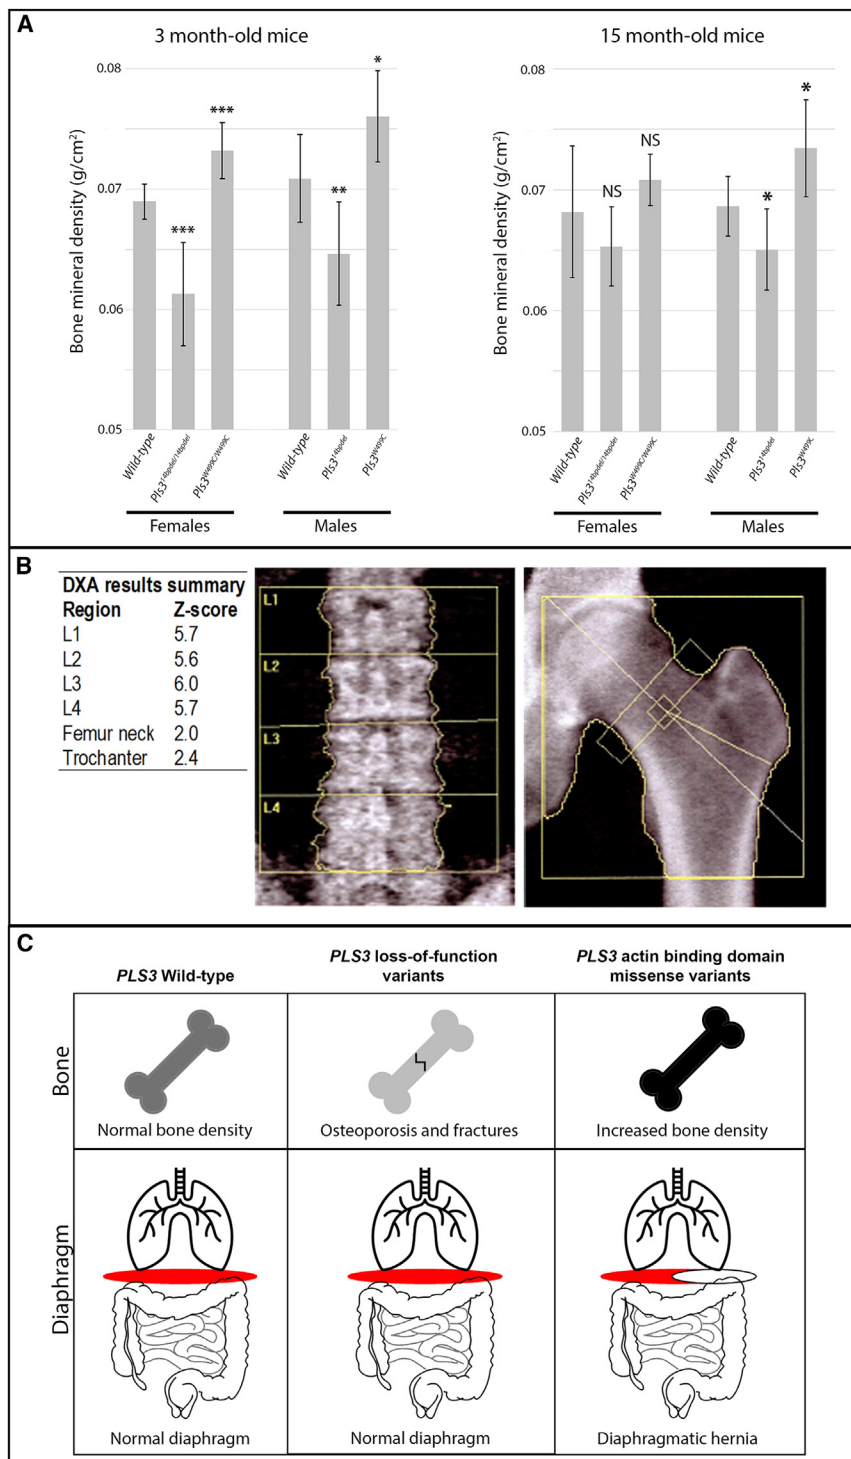 A
3 month-old mice
Bone mineral density (g/cm²)
0.08
0.07
0.06
0.05
***
***
**
*
Wild-type
Pls3^14bpdel/14bpdel
Pls3^W499C/W499C
Wild-type
Pls3^14bpdel
Pls3^W499C
Females
Males
15 month-old mice
Bone mineral density (g/cm²)
0.08
0.07
0.06
0.05
NS
NS
*
*
Wild-type
Pls3^14bpdel/14bpdel
Pls3^W499C/W499C
Wild-type
Pls3^14bpdel
Pls3^W499C
Females
Males
B
DXA results summary
Region Z-score
L1 5.7
L2 5.6
L3 6.0
L4 5.7
Femur neck 2.0
Trochanter 2.4
L1
L2
L3
L4
C
PLS3 Wild-type
PLS3 loss-of-function
variants
PLS3 actin binding domain
missense variants
Bone
Normal bone density
Osteoporosis and fractures
Increased bone density
Diaphragm
Normal diaphragm
Normal diaphragm
Diaphragmatic hernia